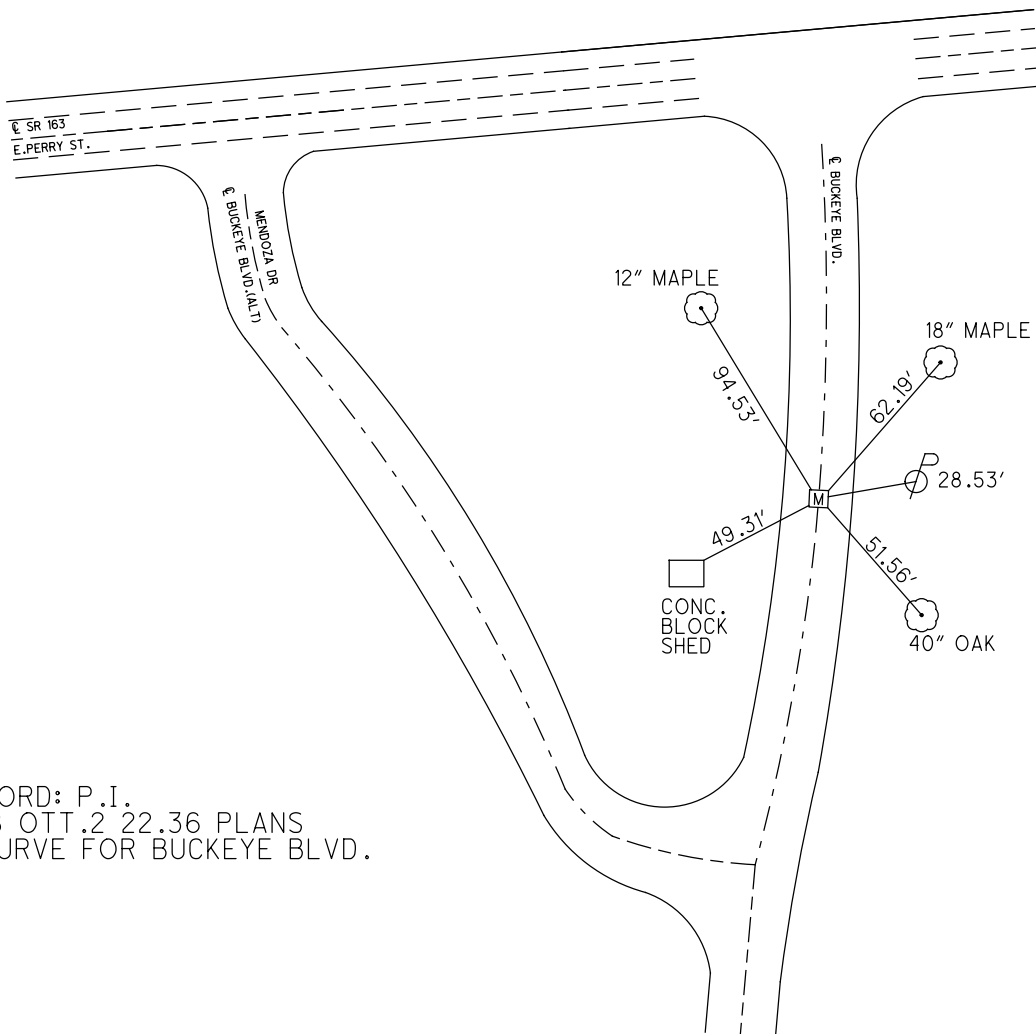 ℄ SR 163
E.PERRY ST.
℄ BUCKEYE BLVD.(ALT)
MENDOZA DR
℄ BUCKEYE BLVD.
12" MAPLE
18" MAPLE
94.53'
62.19'
28.53'
M
49.31'
51.56'
CONC.
BLOCK
SHED
40" OAK
ORD: P.I.
OTT.2 22.36 PLANS
URVE FOR BUCKEYE BLVD.